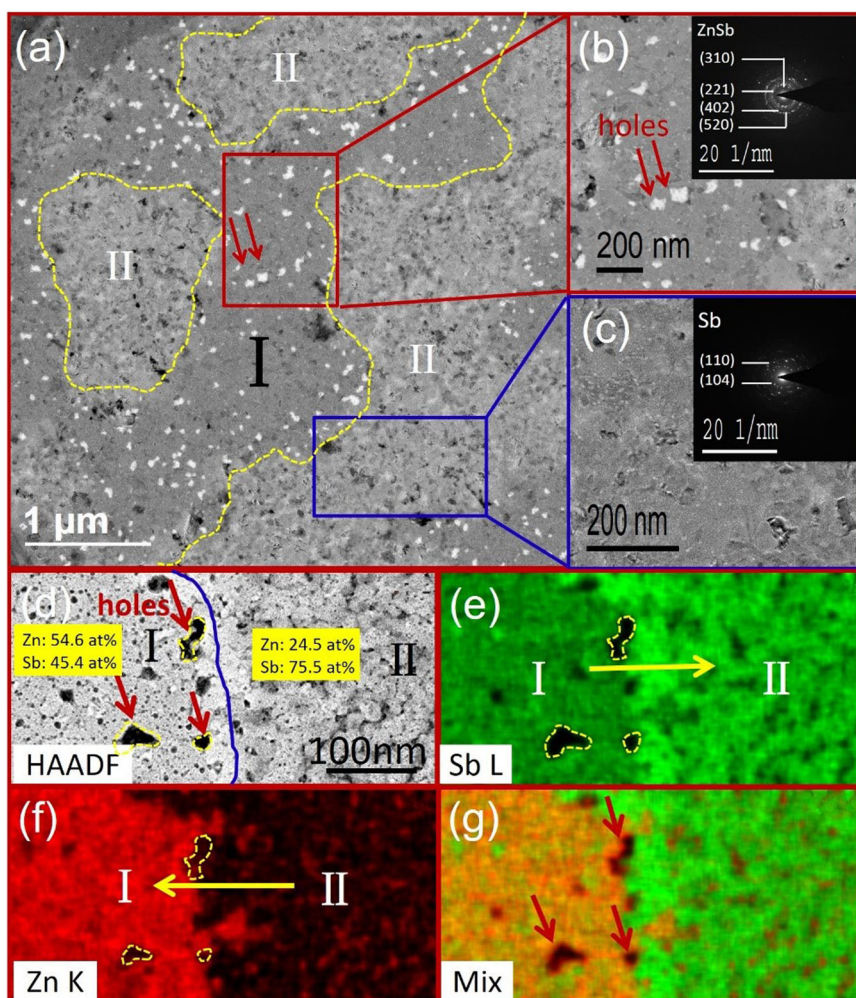 (a)
II
II
I
II
1 μm
(b)
holes
200 nm
ZnSb
(310)
(221)
(402)
(520)
20 1/nm
(c)
200 nm
Sb
(110)
(104)
20 1/nm
(d)
holes
I
Zn: 54.6 at%
Sb: 45.4 at%
Zn: 24.5 at%
Sb: 75.5 at%
II
HAADF
100nm
(e)
I
II
Sb L
(f)
I
II
Zn K
(g)
Mix